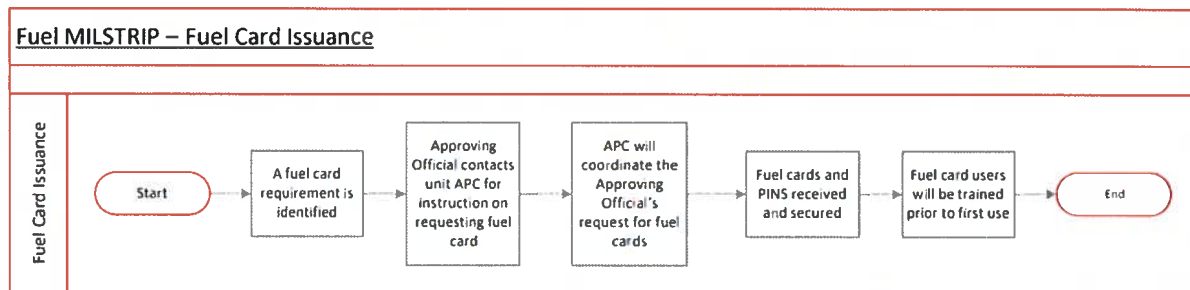 Fuel MILSTRIP – Fuel Card Issuance
Fuel Card Issuance
Start
A fuel card
requirement is
identified
Approving
Official contacts
unit APC for
instruction on
requesting fuel
card
APC will
coordinate the
Approving
Official's
request for fuel
cards
Fuel cards and
PINS received
and secured
Fuel card users
will be trained
prior to first use
End